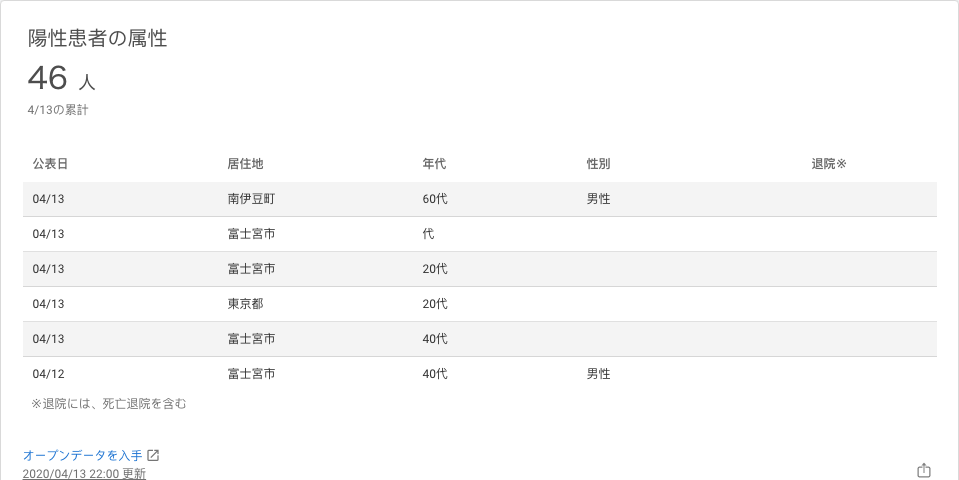 陽性患者の属性
46 人
4/13の累計
公表日 居住地 年代 性別 退院※
04/13 南伊豆町 60代 男性
04/13 富士宮市 代
04/13 富士宮市 20代
04/13 東京都 20代
04/13 富士宮市 40代
04/12 富士宮市 40代 男性
※退院には、死亡退院を含む
オープンデータを入手
2020/04/13 22:00 更新